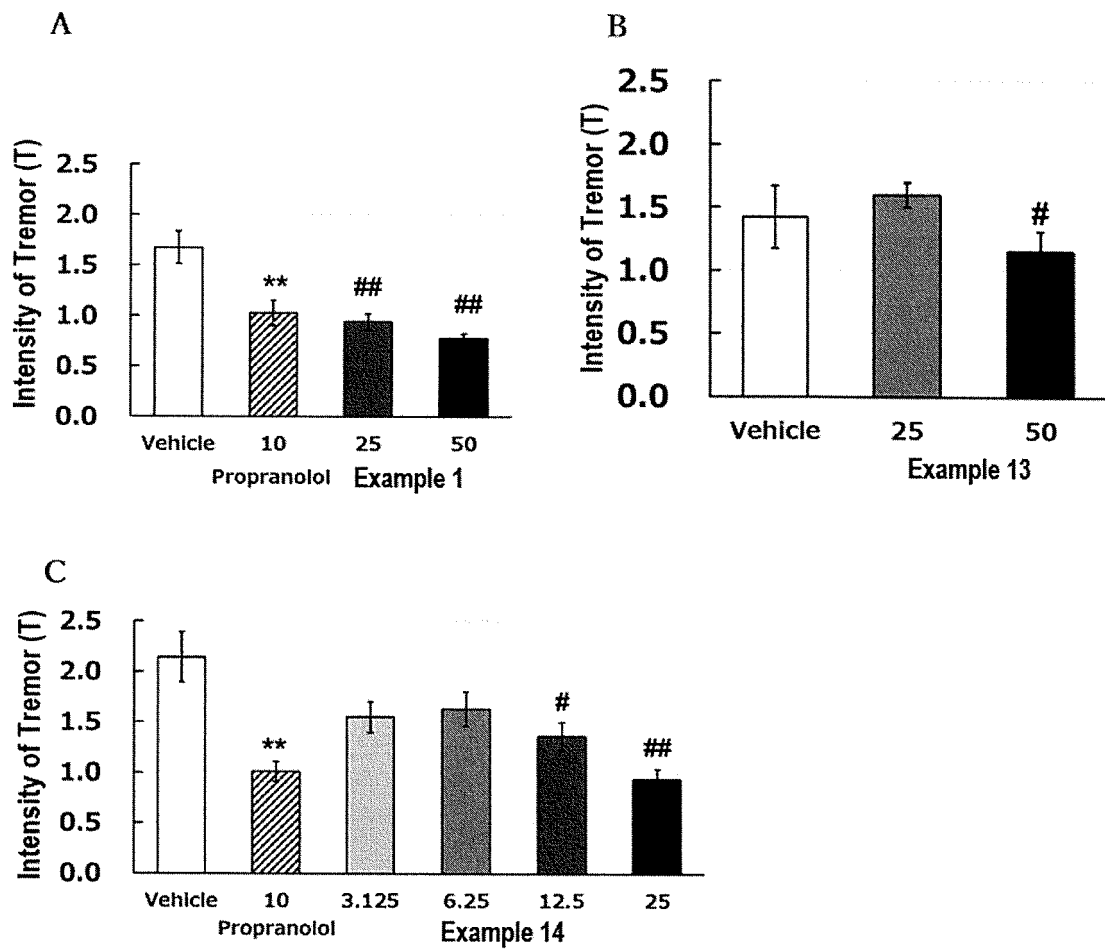 A
Intensity of Tremor (T)
2.5
2.0
1.5
1.0
0.5
0.0
**
##
##
Vehicle 10 25 50
Propranolol Example 1
B
Intensity of Tremor (T)
2.5
2.0
1.5
1.0
0.5
0.0
#
Vehicle 25 50
Example 13
C
Intensity of Tremor (T)
2.5
2.0
1.5
1.0
0.5
0.0
**
#
##
Vehicle 10 3.125 6.25 12.5 25
Propranolol Example 14